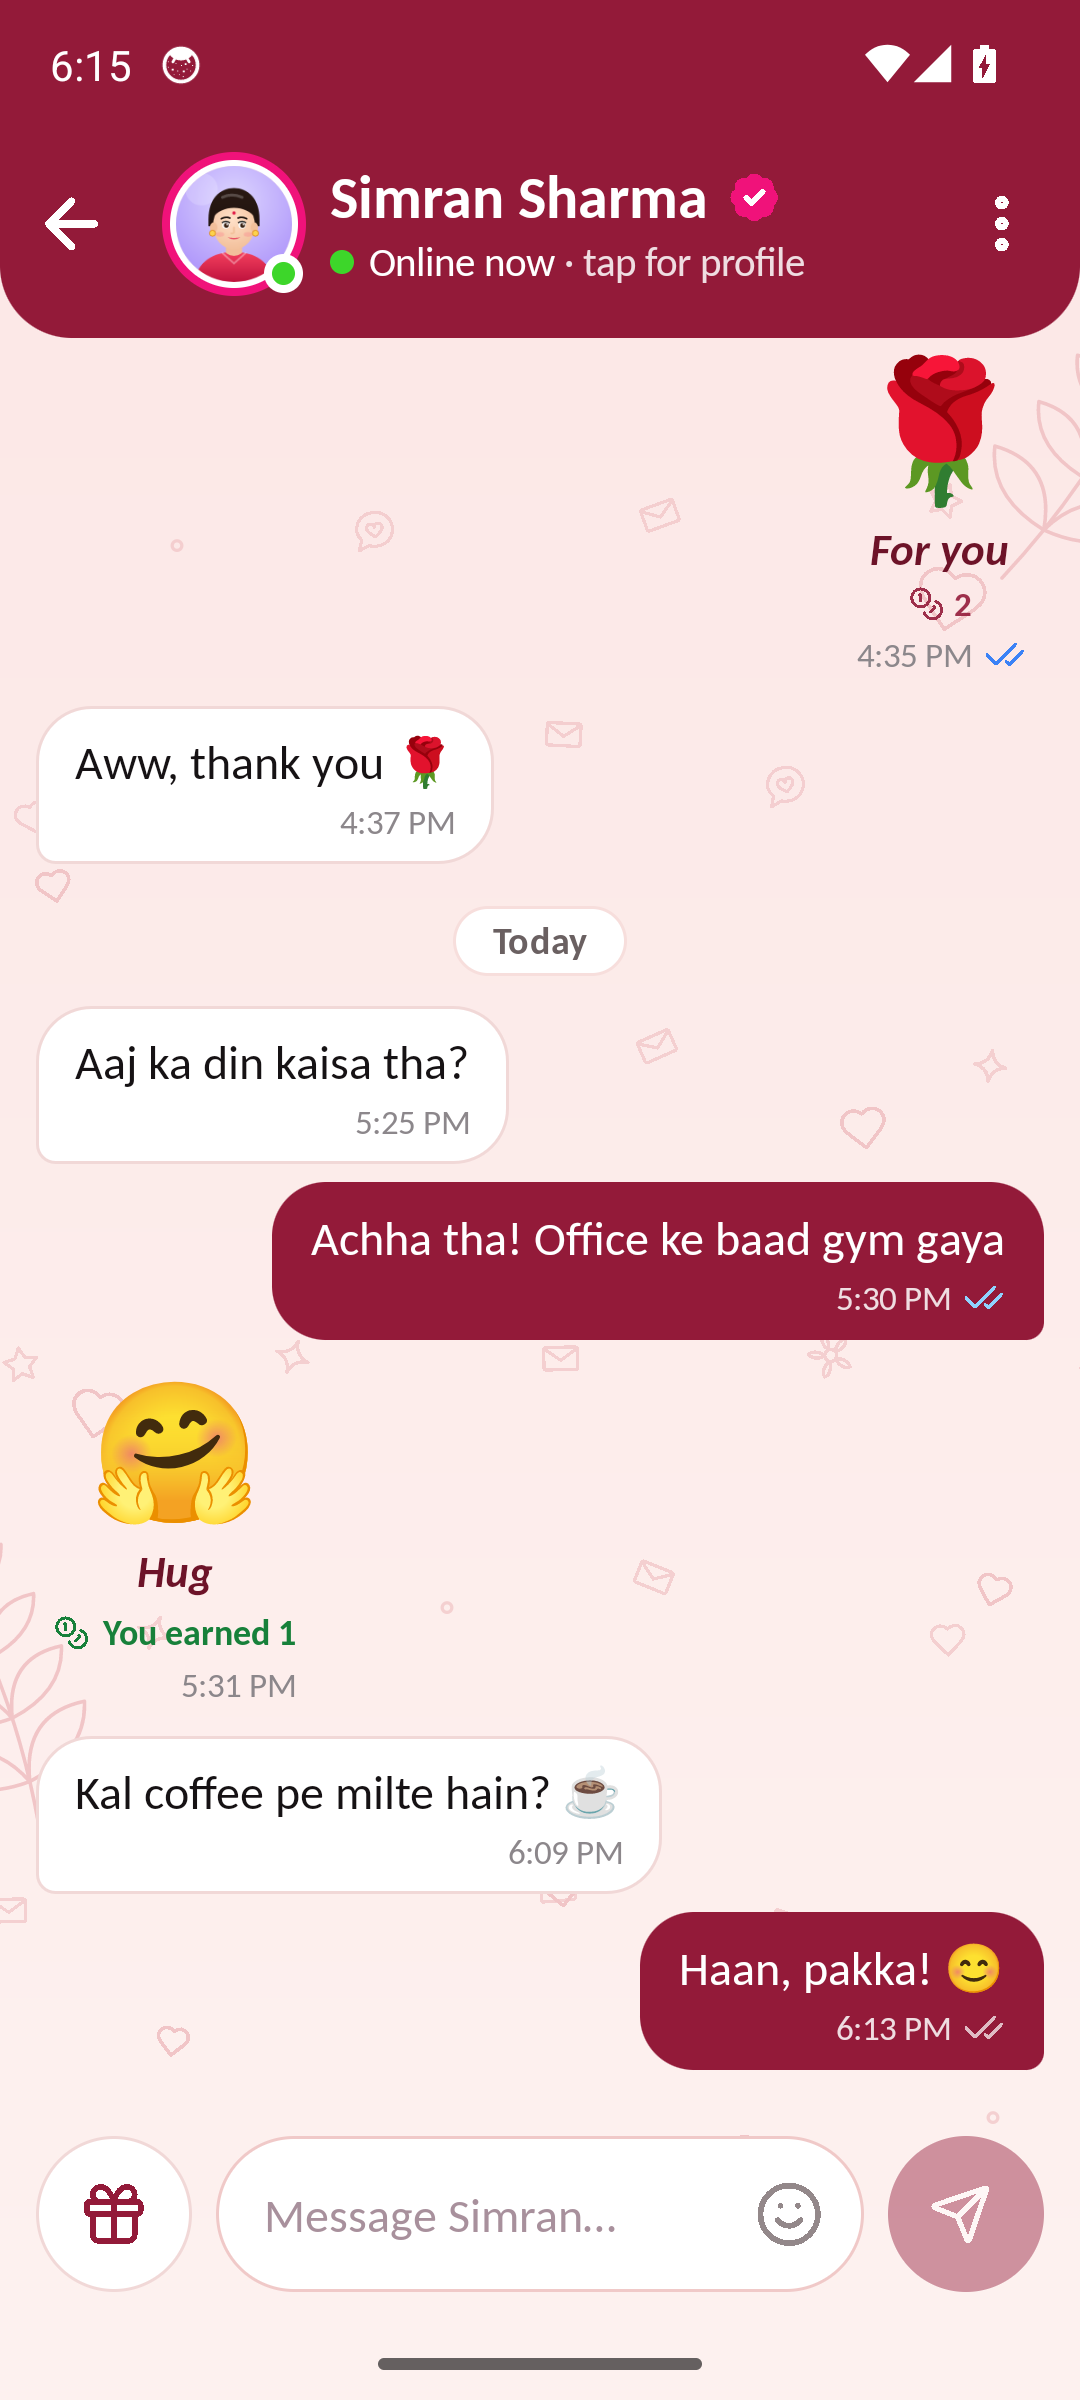 6:15
Simran Sharma
Online now · tap for profile
For you
2
4:35 PM
Aww, thank you 🌹
4:37 PM
Today
Aaj ka din kaisa tha?
5:25 PM
Achha tha! Office ke baad gym gaya
5:30 PM
Hug
You earned 1
5:31 PM
Kal coffee pe milte hain? ☕
6:09 PM
Haan, pakka! 😊
6:13 PM
Message Simran...